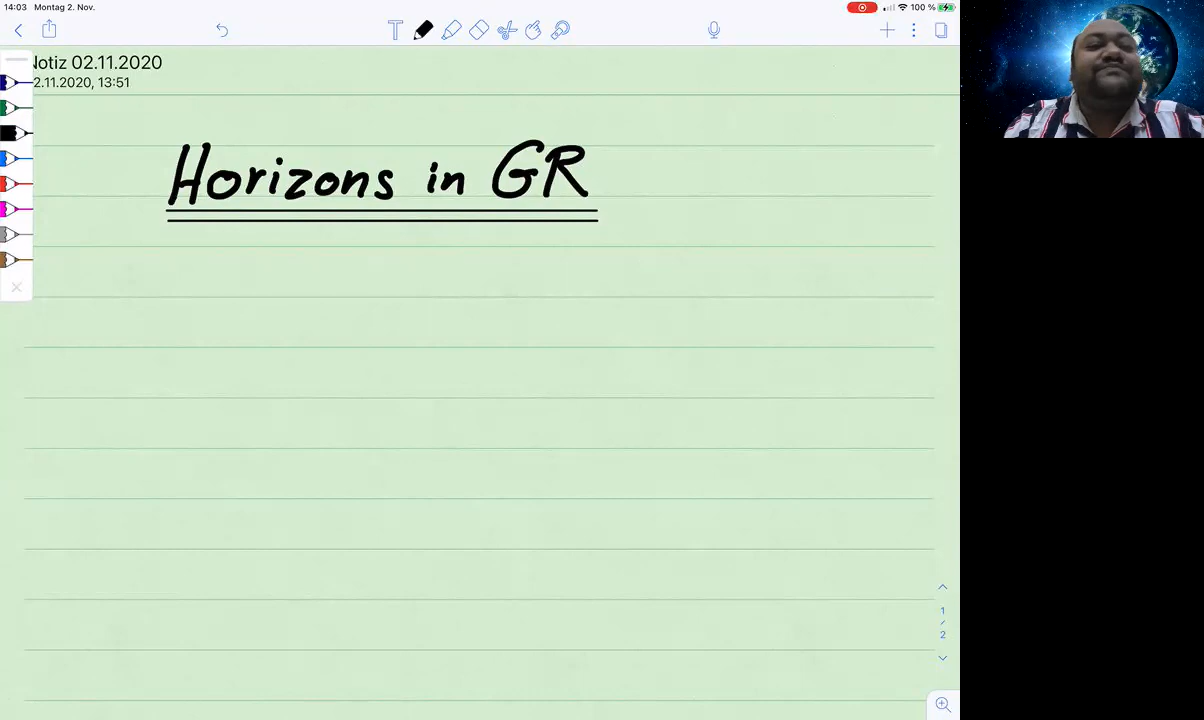 14:03 Montag 2. Nov. 100 %
Notiz 02.11.2020
2.11.2020, 13:51
Horizons in GR
1
/
2